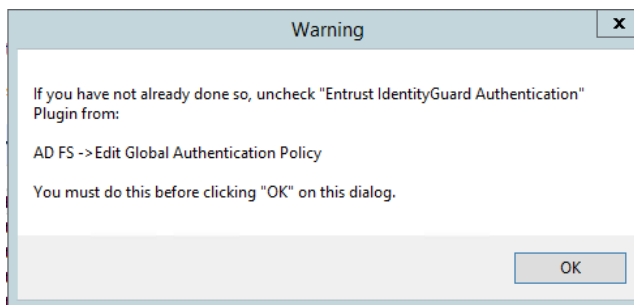 Warning
x
If you have not already done so, uncheck "Entrust IdentityGuard Authentication"
Plugin from:
AD FS ->Edit Global Authentication Policy
You must do this before clicking "OK" on this dialog.
OK